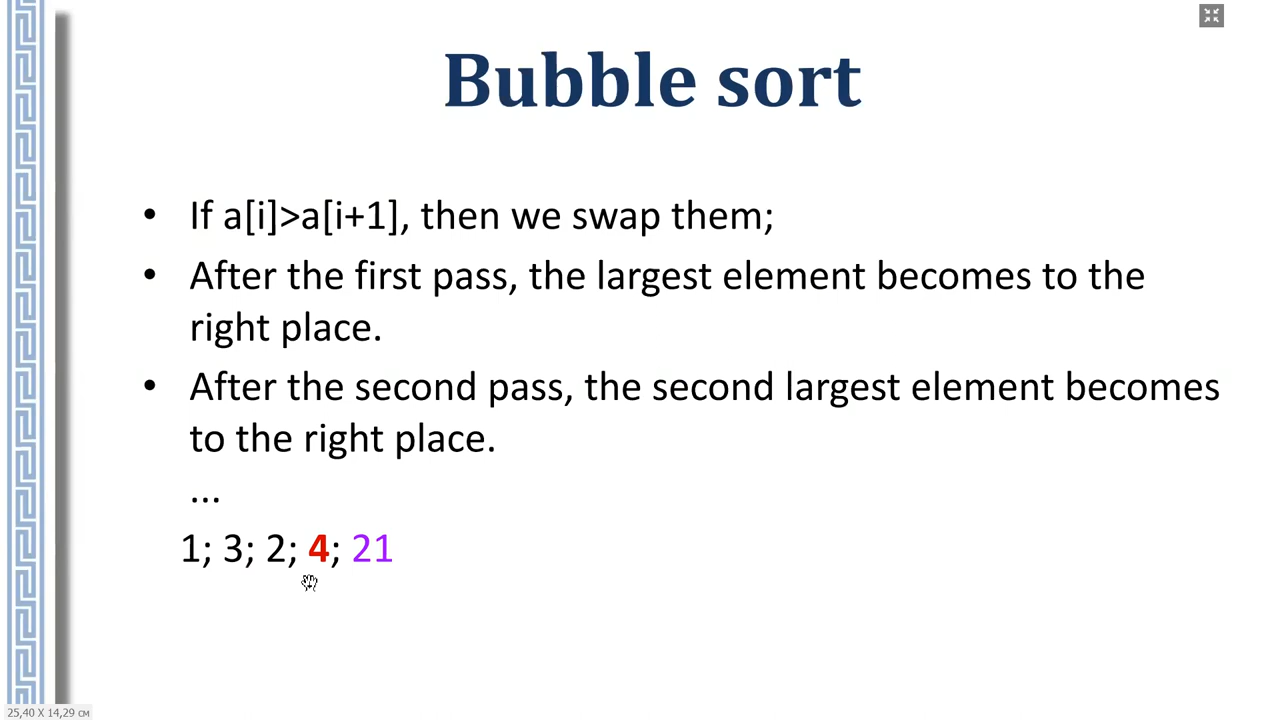 Bubble sort
• If a[i]>a[i+1], then we swap them;
• After the first pass, the largest element becomes to the
right place.
• After the second pass, the second largest element becomes
to the right place.
...
1; 3; 2; 4; 21
25,40 X 14,29 см